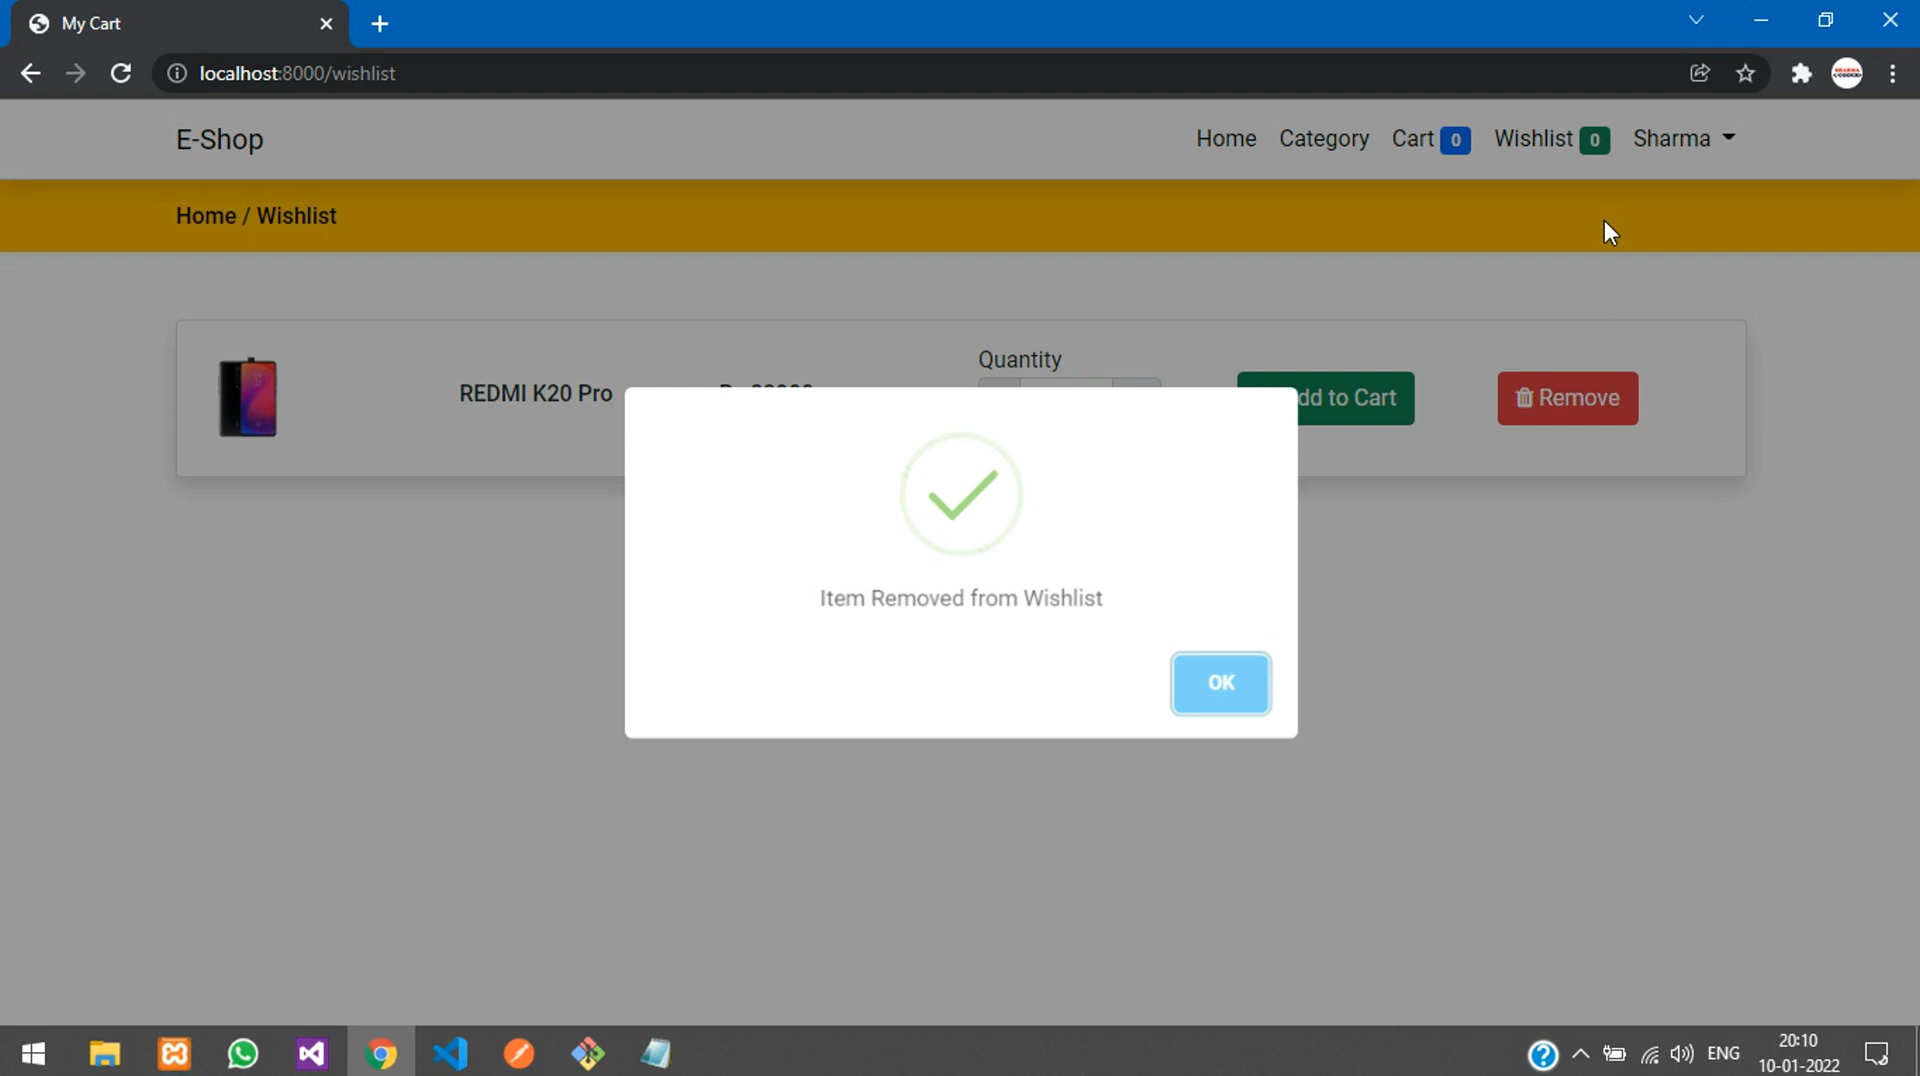 My Cart
localhost:8000/wishlist
E-Shop
Home Category Cart 0 Wishlist 0 Sharma
Home / Wishlist
Quantity
REDMI K20 Pro
dd to Cart
Remove
Item Removed from Wishlist
OK
ENG
20:10
10-01-2022